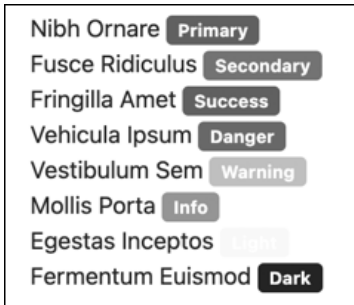 Nibh Ornare Primary
Fusce Ridiculus Secondary
Fringilla Amet Success
Vehicula Ipsum Danger
Vestibulum Sem Warning
Mollis Porta Info
Egestas Inceptos Light
Fermentum Euismod Dark